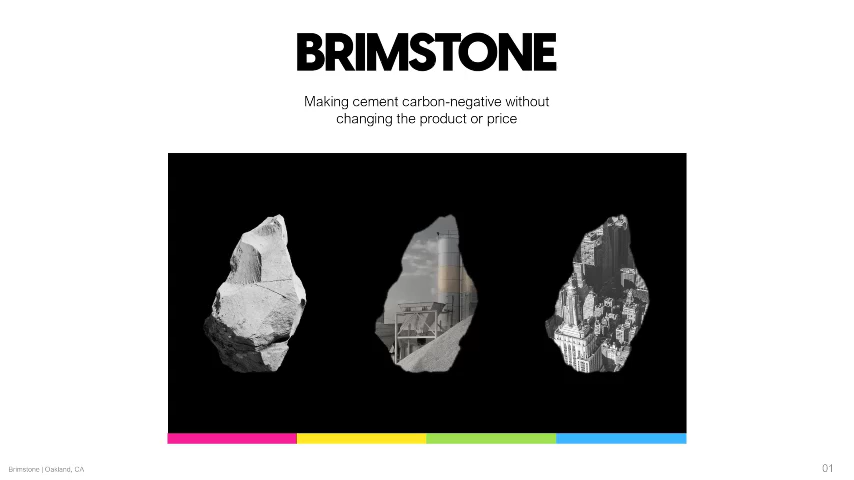 BRIMSTONE
Making cement carbon-negative without
changing the product or price
Brimstone | Oakland, CA
01